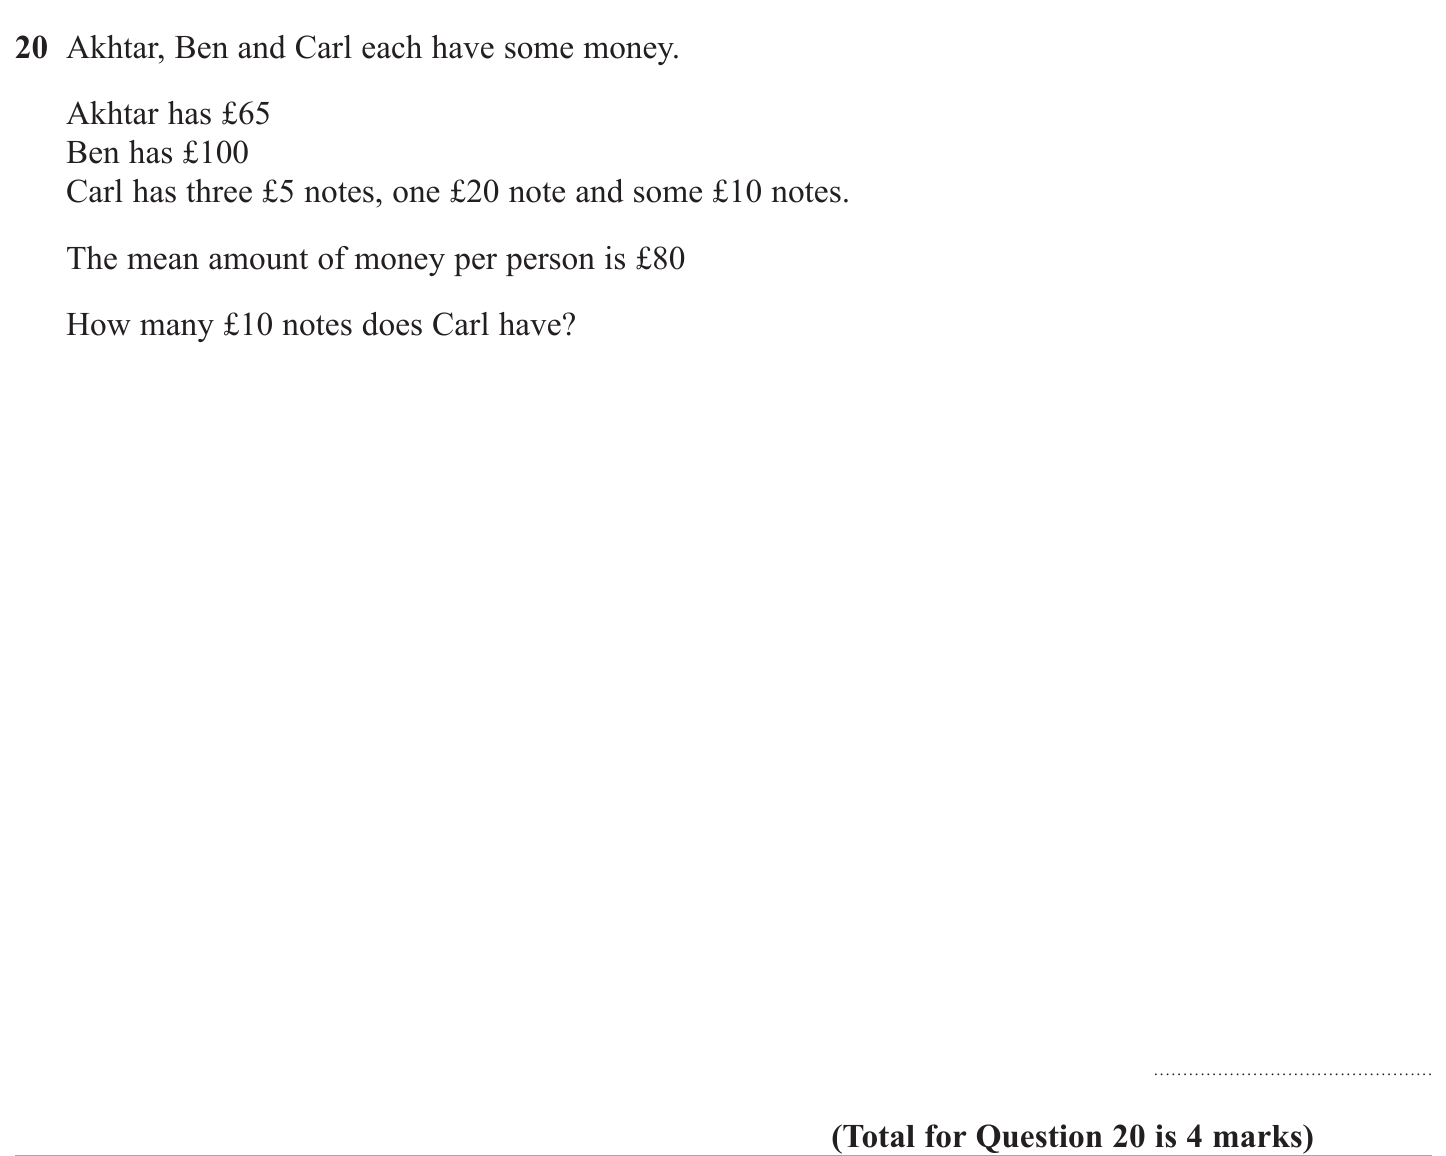 20 Akhtar, Ben and Carl each have some money.
Akhtar has £65
Ben has £100
Carl has three £5 notes, one £20 note and some £10 notes.
The mean amount of money per person is £80
How many £10 notes does Carl have?
(Total for Question 20 is 4 marks)